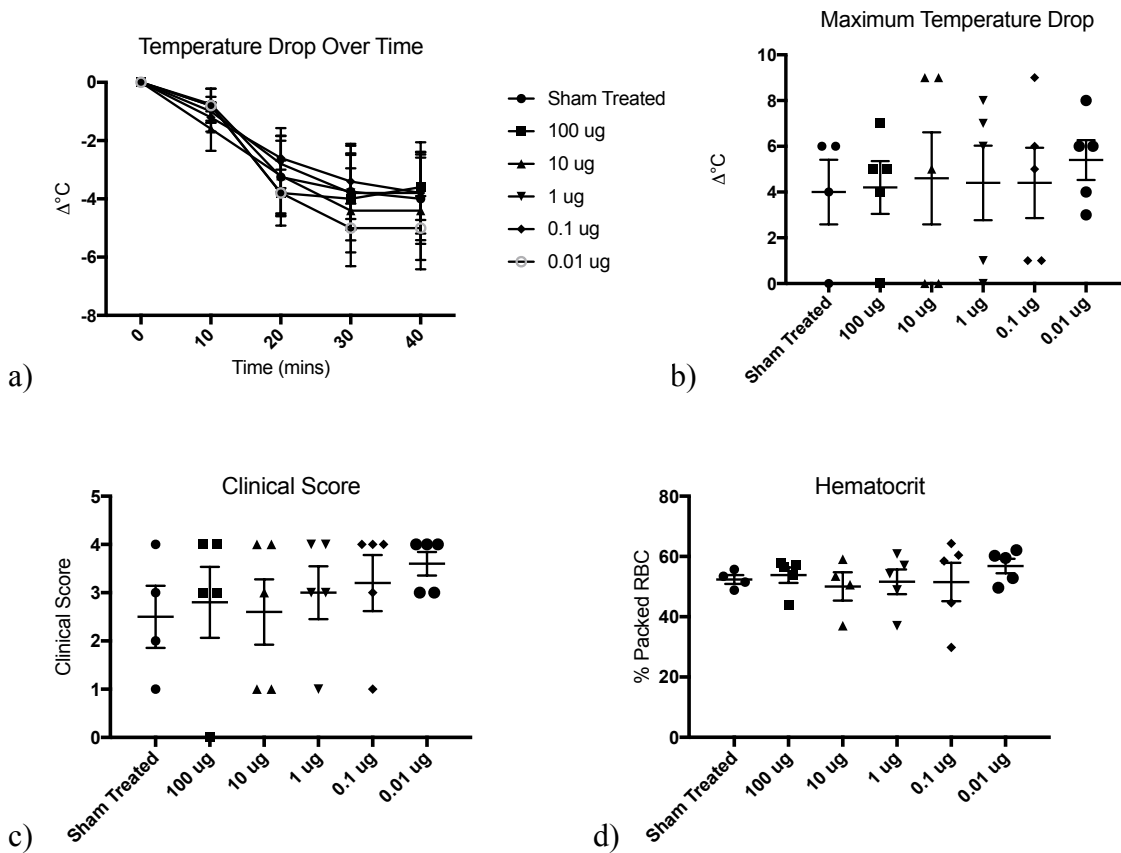 Temperature Drop Over Time
0
-2
-4
-6
-8
Δ°C
0
10
20
30
40
Time (mins)
Sham Treated
100 ug
10 ug
1 ug
0.1 ug
0.01 ug
a)
Maximum Temperature Drop
10
8
6
4
2
0
Δ°C
Sham Treated
100 ug
10 ug
1 ug
0.1 ug
0.01 ug
b)
Clinical Score
5
4
3
2
1
0
Clinical Score
Sham Treated
100 ug
10 ug
1 ug
0.1 ug
0.01 ug
c)
Hematocrit
80
60
40
20
0
% Packed RBC
Sham Treated
100 ug
10 ug
1 ug
0.1 ug
0.01 ug
d)